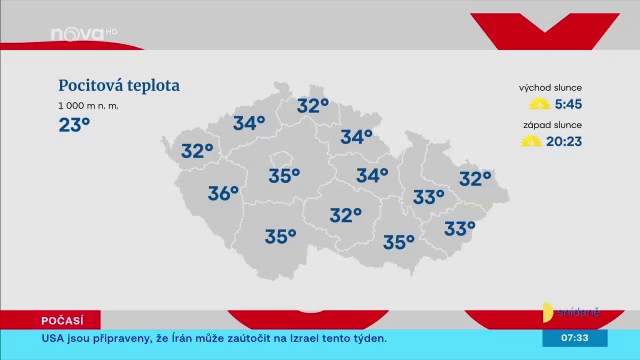 nova HD
Pocitová teplota
1 000 m n. m.
23°
východ slunce
5:45
západ slunce
20:23
32°
34°
34°
32°
35°
34°
32°
36°
33°
32°
33°
35°
35°
snídaně
POČASÍ
USA jsou připraveny, že Írán může zaútočit na Izrael tento týden.
07:33